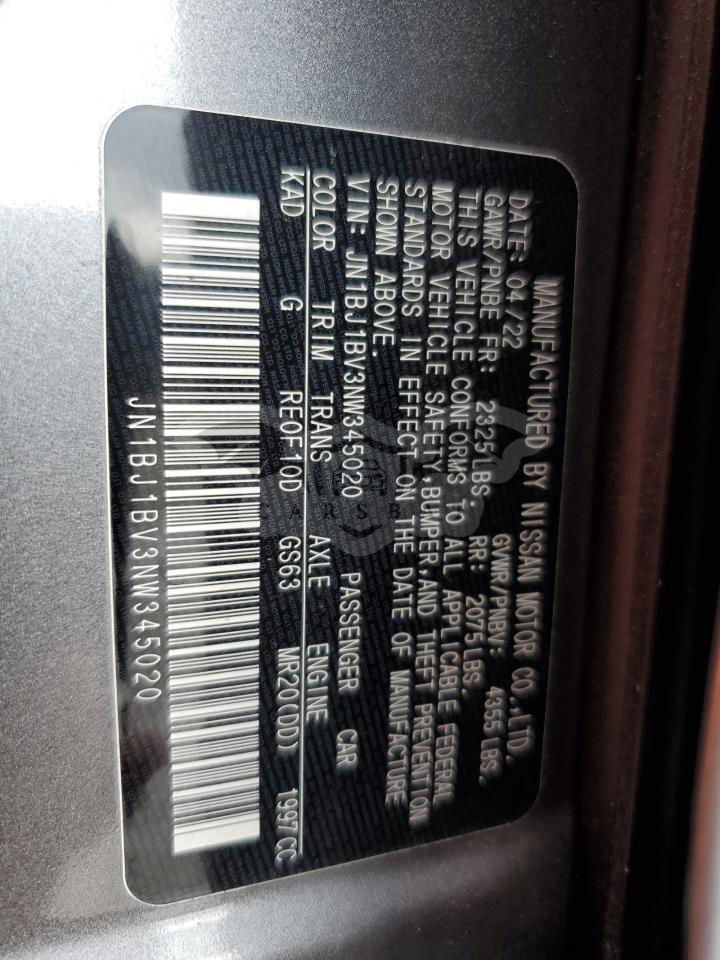 MANUFACTURED BY NISSAN MOTOR CO.,LTD.
DATE: 04/22 GVWR/PNBV: 4355 LBS.
GAWR/PNBE FR: 2325LBS. RR: 2075LBS.
THIS VEHICLE CONFORMS TO ALL APPLICABLE FEDERAL
MOTOR VEHICLE SAFETY,BUMPER,AND THEFT PREVENTION
STANDARDS IN EFFECT ON THE DATE OF MANUFACTURE
SHOWN ABOVE.
VIN: JN1BJ1BV3NW345020 PASSENGER CAR
COLOR TRIM TRANS AXLE ENGINE
KAD G REOF10D GS63 MR20(DD) 1997CC
JN1BJ1BV3NW345020